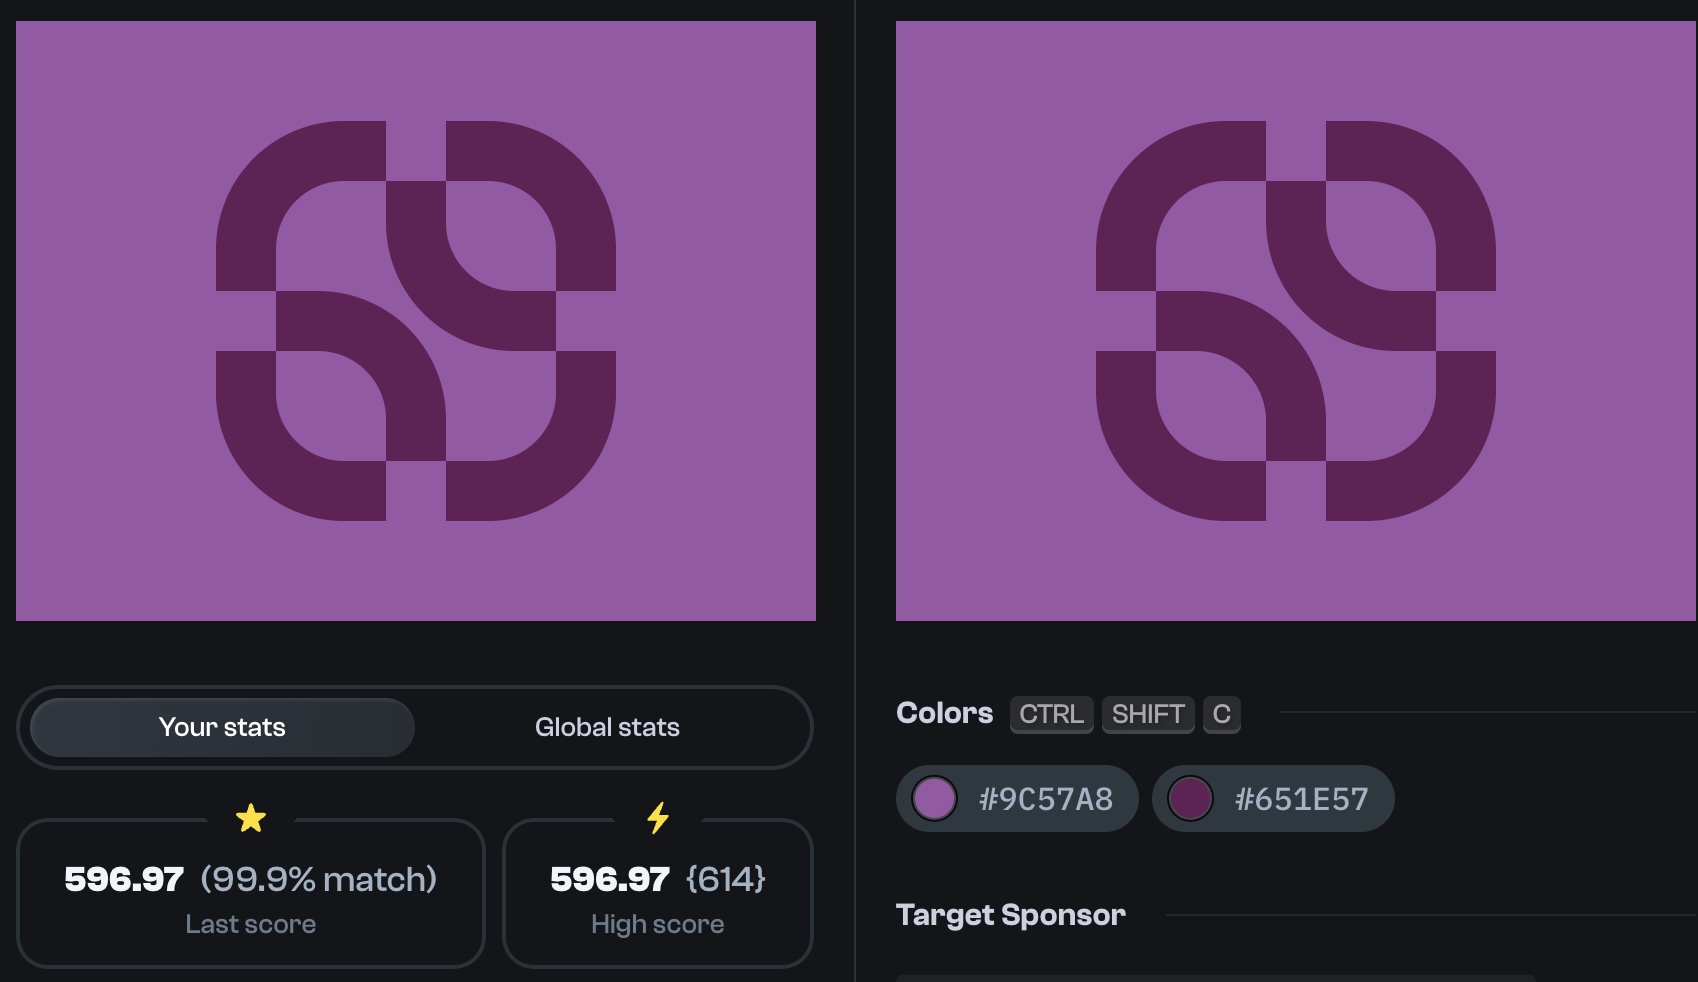 Your stats
Global stats
596.97 (99.9% match)
Last score
596.97 {614}
High score
Colors CTRL SHIFT C
#9C57A8
#651E57
Target Sponsor